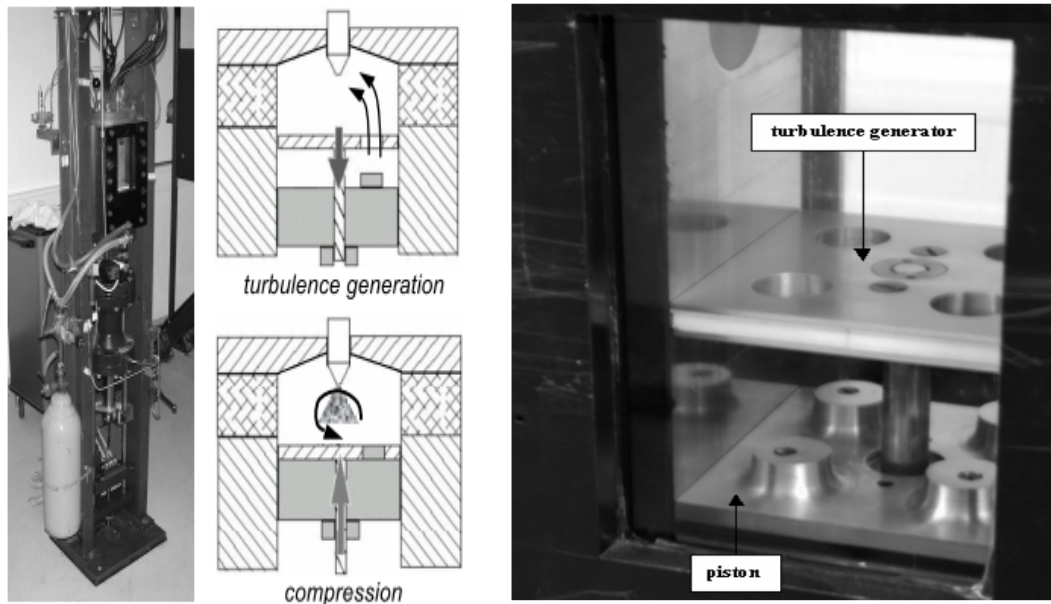 turbulence generation
compression
turbulence generator
piston